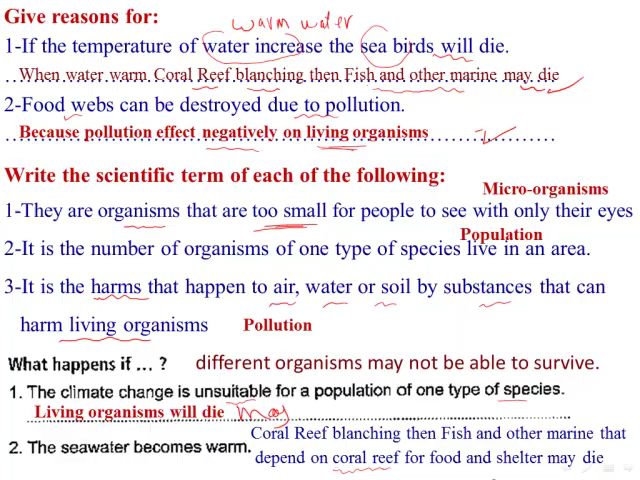 Give reasons for:
warm water
1-If the temperature of water increase the sea birds will die.
When water warm Coral Reef blanching then Fish and other marine may die
2-Food webs can be destroyed due to pollution.
Because pollution effect negatively on living organisms
Write the scientific term of each of the following:
Micro-organisms
1-They are organisms that are too small for people to see with only their eyes
Population
2-It is the number of organisms of one type of species live in an area.
3-It is the harms that happen to air, water or soil by substances that can
harm living organisms Pollution
What happens if ... ? different organisms may not be able to survive.
1. The climate change is unsuitable for a population of one type of species.
Living organisms will die may
Coral Reef blanching then Fish and other marine that
2. The seawater becomes warm.
depend on coral reef for food and shelter may die